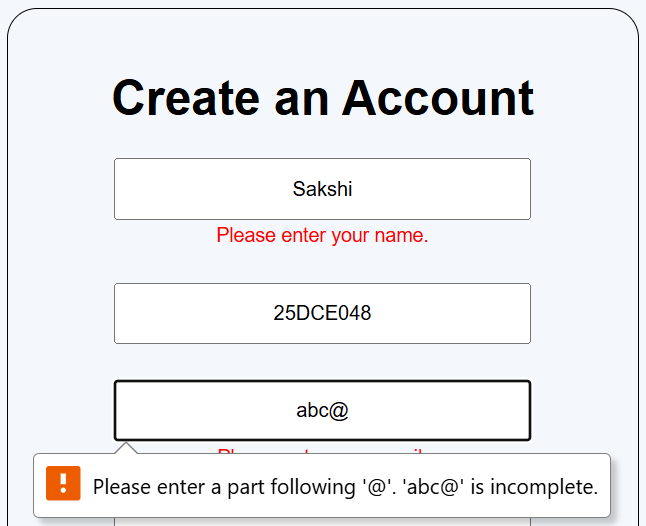 Create an Account
Sakshi
Please enter your name.
25DCE048
abc@
Please enter a part following '@'. 'abc@' is incomplete.